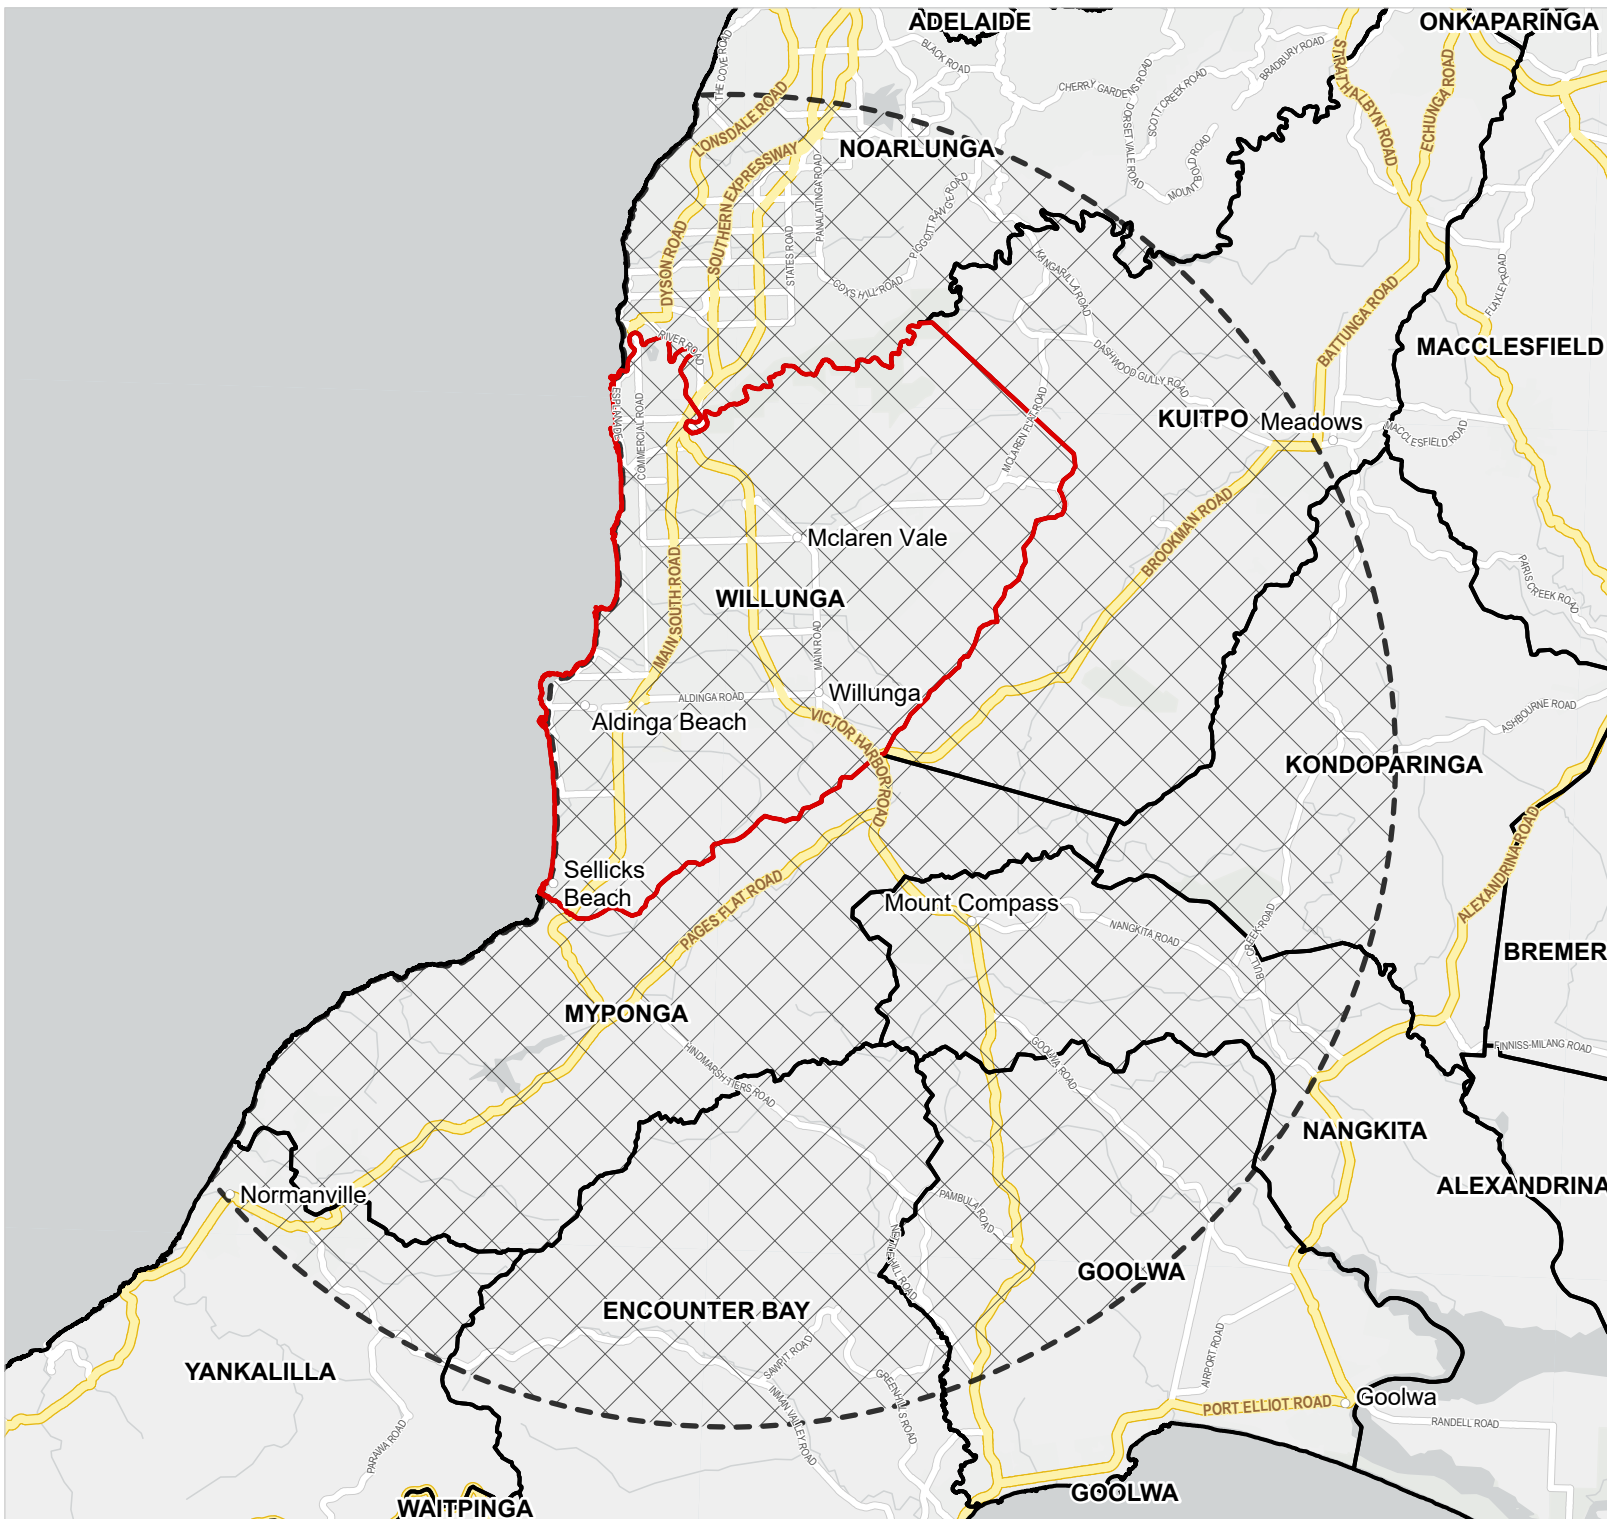 ADELAIDE
ONKAPARINGA
THE COVE ROAD
BLACK ROAD
BRADBURY ROAD
STRATHALBYN ROAD
ECHUNGA ROAD
CHERRY GARDENS ROAD
DORSET VALE ROAD
SCOTT CREEK ROAD
LONSDALE ROAD
NOARLUNGA
SOUTHERN EXPRESSWAY
PANALATINGA ROAD
PIGGOTT RANGE ROAD
MOUNT BOLD ROAD
DYSON ROAD
STATES ROAD
COXS HILL ROAD
KANGARILLA ROAD
BATTUNGA ROAD
FLAXLEY ROAD
RIVER ROAD
DASHWOOD GULLY ROAD
MACCLESFIELD
ESPLANADE
COMMERCIAL ROAD
MCLAREN FLAT ROAD
KUITPO
Meadows
MACCLESFIELD ROAD
Mclaren Vale
BROOKMAN ROAD
MAIN SOUTH ROAD
WILLUNGA
MAIN ROAD
PARIS CREEK ROAD
ALDINGA ROAD
Willunga
Aldinga Beach
VICTOR HARBOR ROAD
ASHBOURNE ROAD
KONDOPARINGA
Sellicks
Beach
ALEXANDRINA ROAD
Mount Compass
PAGES FLAT ROAD
NANGKITA ROAD
BULL CREEK ROAD
BREMER
MYPONGA
HINDMARSH TIERS ROAD
GOOLWA ROAD
FINNISS-MILANG ROAD
NANGKITA
Normanville
PAMBULA ROAD
ALEXANDRINA
NETTLE HILL ROAD
GOOLWA
ENCOUNTER BAY
SAWPIT ROAD
YANKALILLA
INMAN VALLEY ROAD
GREENHILLS ROAD
AIRPORT ROAD
PORT ELLIOT ROAD
Goolwa
RANDELL ROAD
PARAWA ROAD
WAITPINGA
GOOLWA